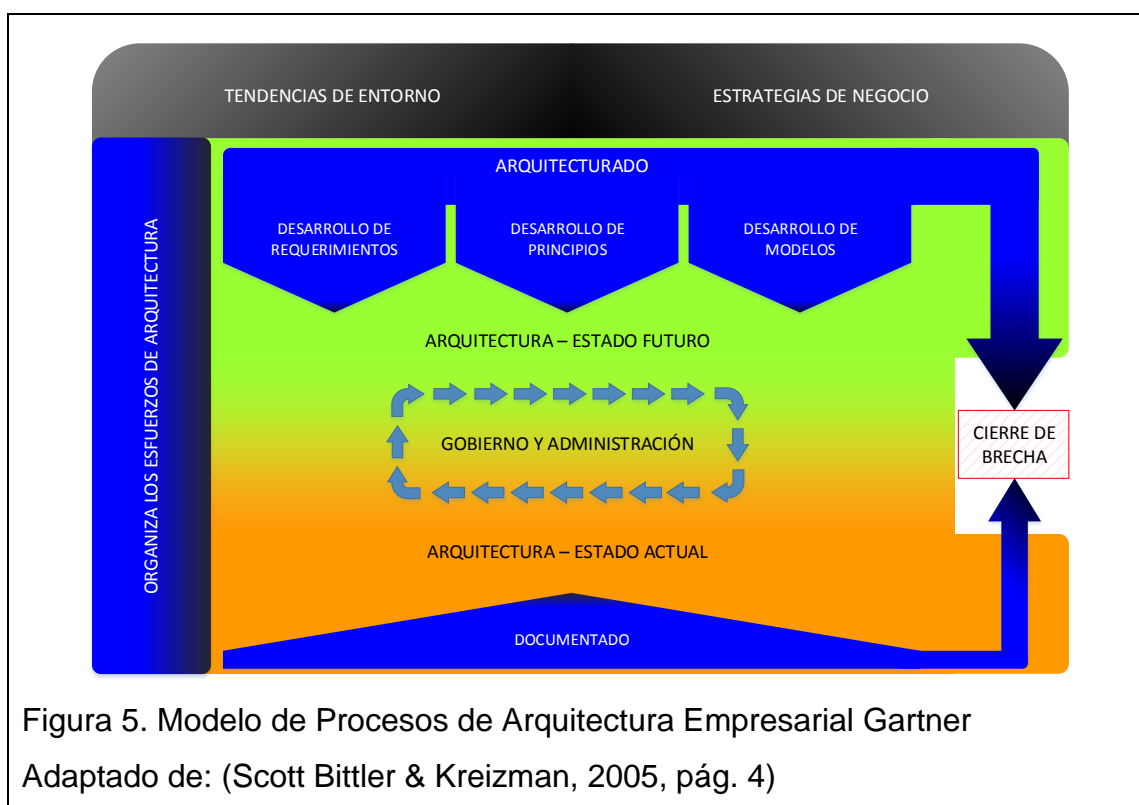 TENDENCIAS DE ENTORNO
ESTRATEGIAS DE NEGOCIO
ORGANIZA LOS ESFUERZOS DE ARQUITECTURA
ARQUITECTURADO
DESARROLLO DE
REQUERIMIENTOS
DESARROLLO DE
PRINCIPIOS
DESARROLLO DE
MODELOS
ARQUITECTURA – ESTADO FUTURO
GOBIERNO Y ADMINISTRACIÓN
CIERRE DE
BRECHA
ARQUITECTURA – ESTADO ACTUAL
DOCUMENTADO
Figura 5. Modelo de Procesos de Arquitectura Empresarial Gartner
Adaptado de: (Scott Bittler & Kreizman, 2005, pág. 4)